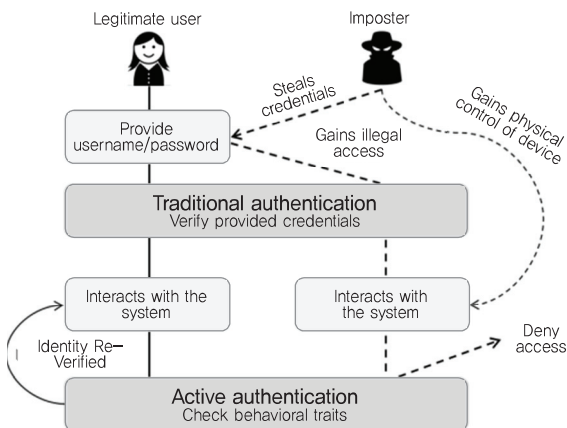 Legitimate user
Imposter
Steals
credentials
Gains physical
control of device
Provide
username/password
Gains illegal
access
Traditional authentication
Verify provided credentials
Interacts with the
system
Interacts with
the system
Identity Re-
Verified
Deny
access
Active authentication
Check behavioral traits